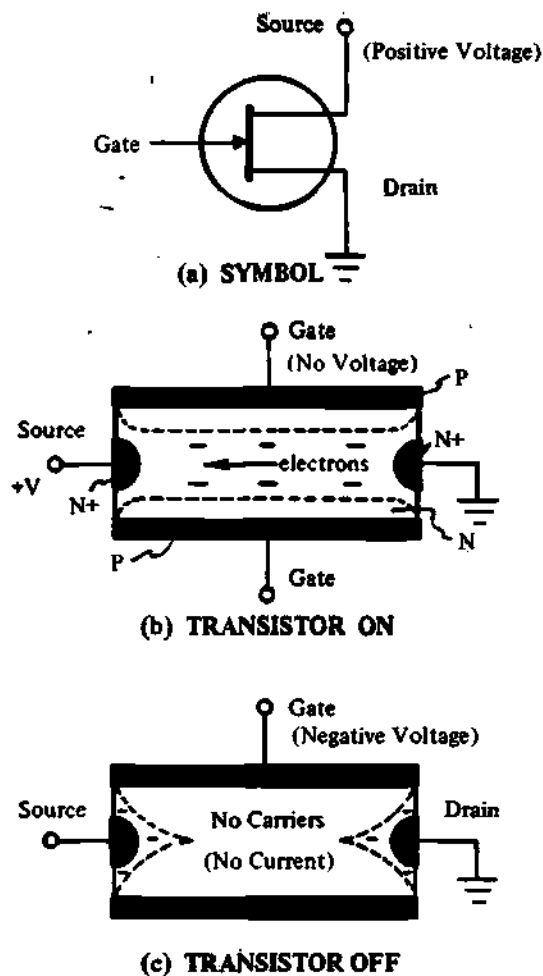 Source
(Positive Voltage)
Gate
Drain
(a) SYMBOL
Gate
(No Voltage)
P
Source
N+
electrons
+V
N+
N
P
Gate
(b) TRANSISTOR ON
Gate
(Negative Voltage)
Source
No Carriers
Drain
(No Current)
(c) TRANSISTOR OFF